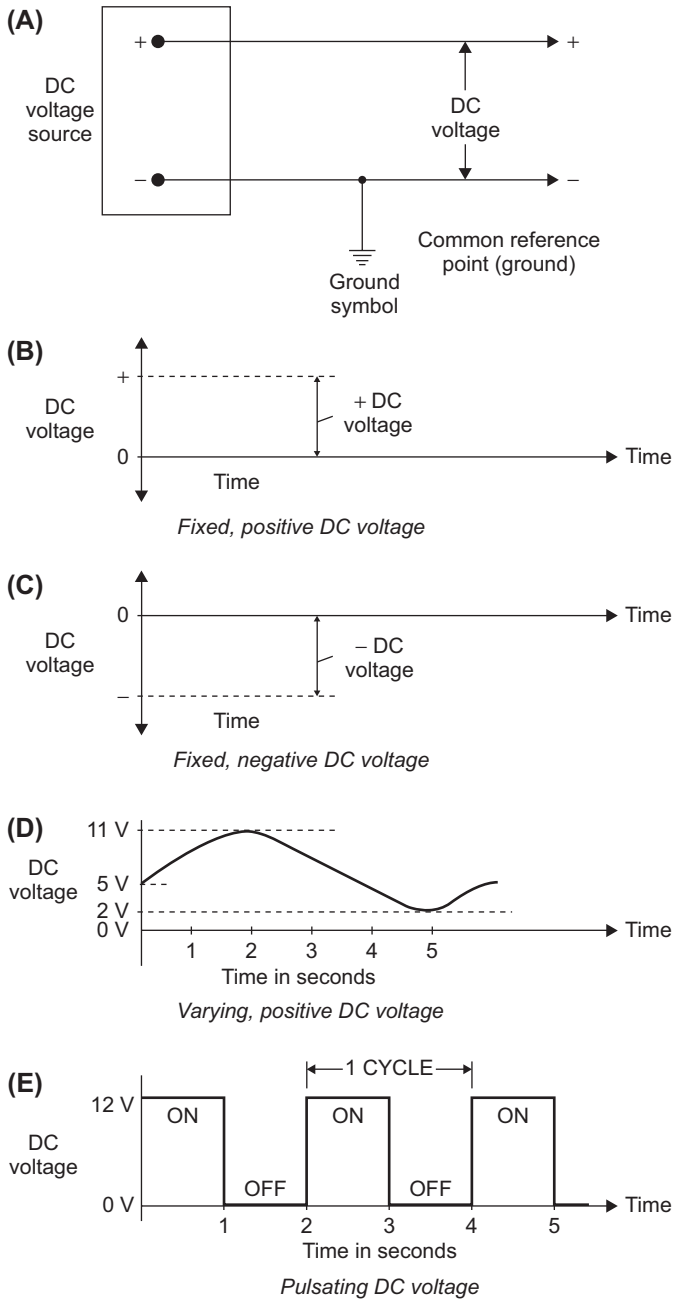 (A)
+
+
DC
voltage
source
DC
voltage
–
–
Common reference
point (ground)
Ground
symbol
(B)
+
DC
voltage
+ DC
voltage
0
Time
Time
Fixed, positive DC voltage
(C)
0
Time
DC
voltage
– DC
voltage
–
Time
Fixed, negative DC voltage
(D)
11 V
DC
voltage
5 V
2 V
0 V
Time
1 2 3 4 5
Time in seconds
Varying, positive DC voltage
(E)
1 CYCLE
12 V
ON ON ON
DC
voltage
OFF OFF
0 V
Time
1 2 3 4 5
Time in seconds
Pulsating DC voltage